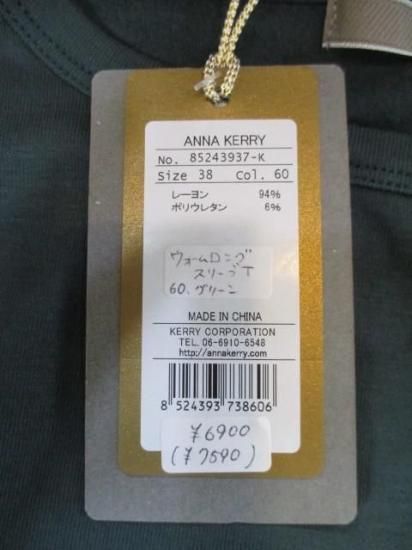 ANNA KERRY
No. 85243937-K
Size 38 Col. 60
レーヨン 94%
ポリウレタン 6%
ウォームロング
スリーブT
60. グリーン
MADE IN CHINA
KERRY CORPORATION
TEL. 06-6910-6548
http://annakerry.com
8 524393 738606
¥6900
(¥7590)